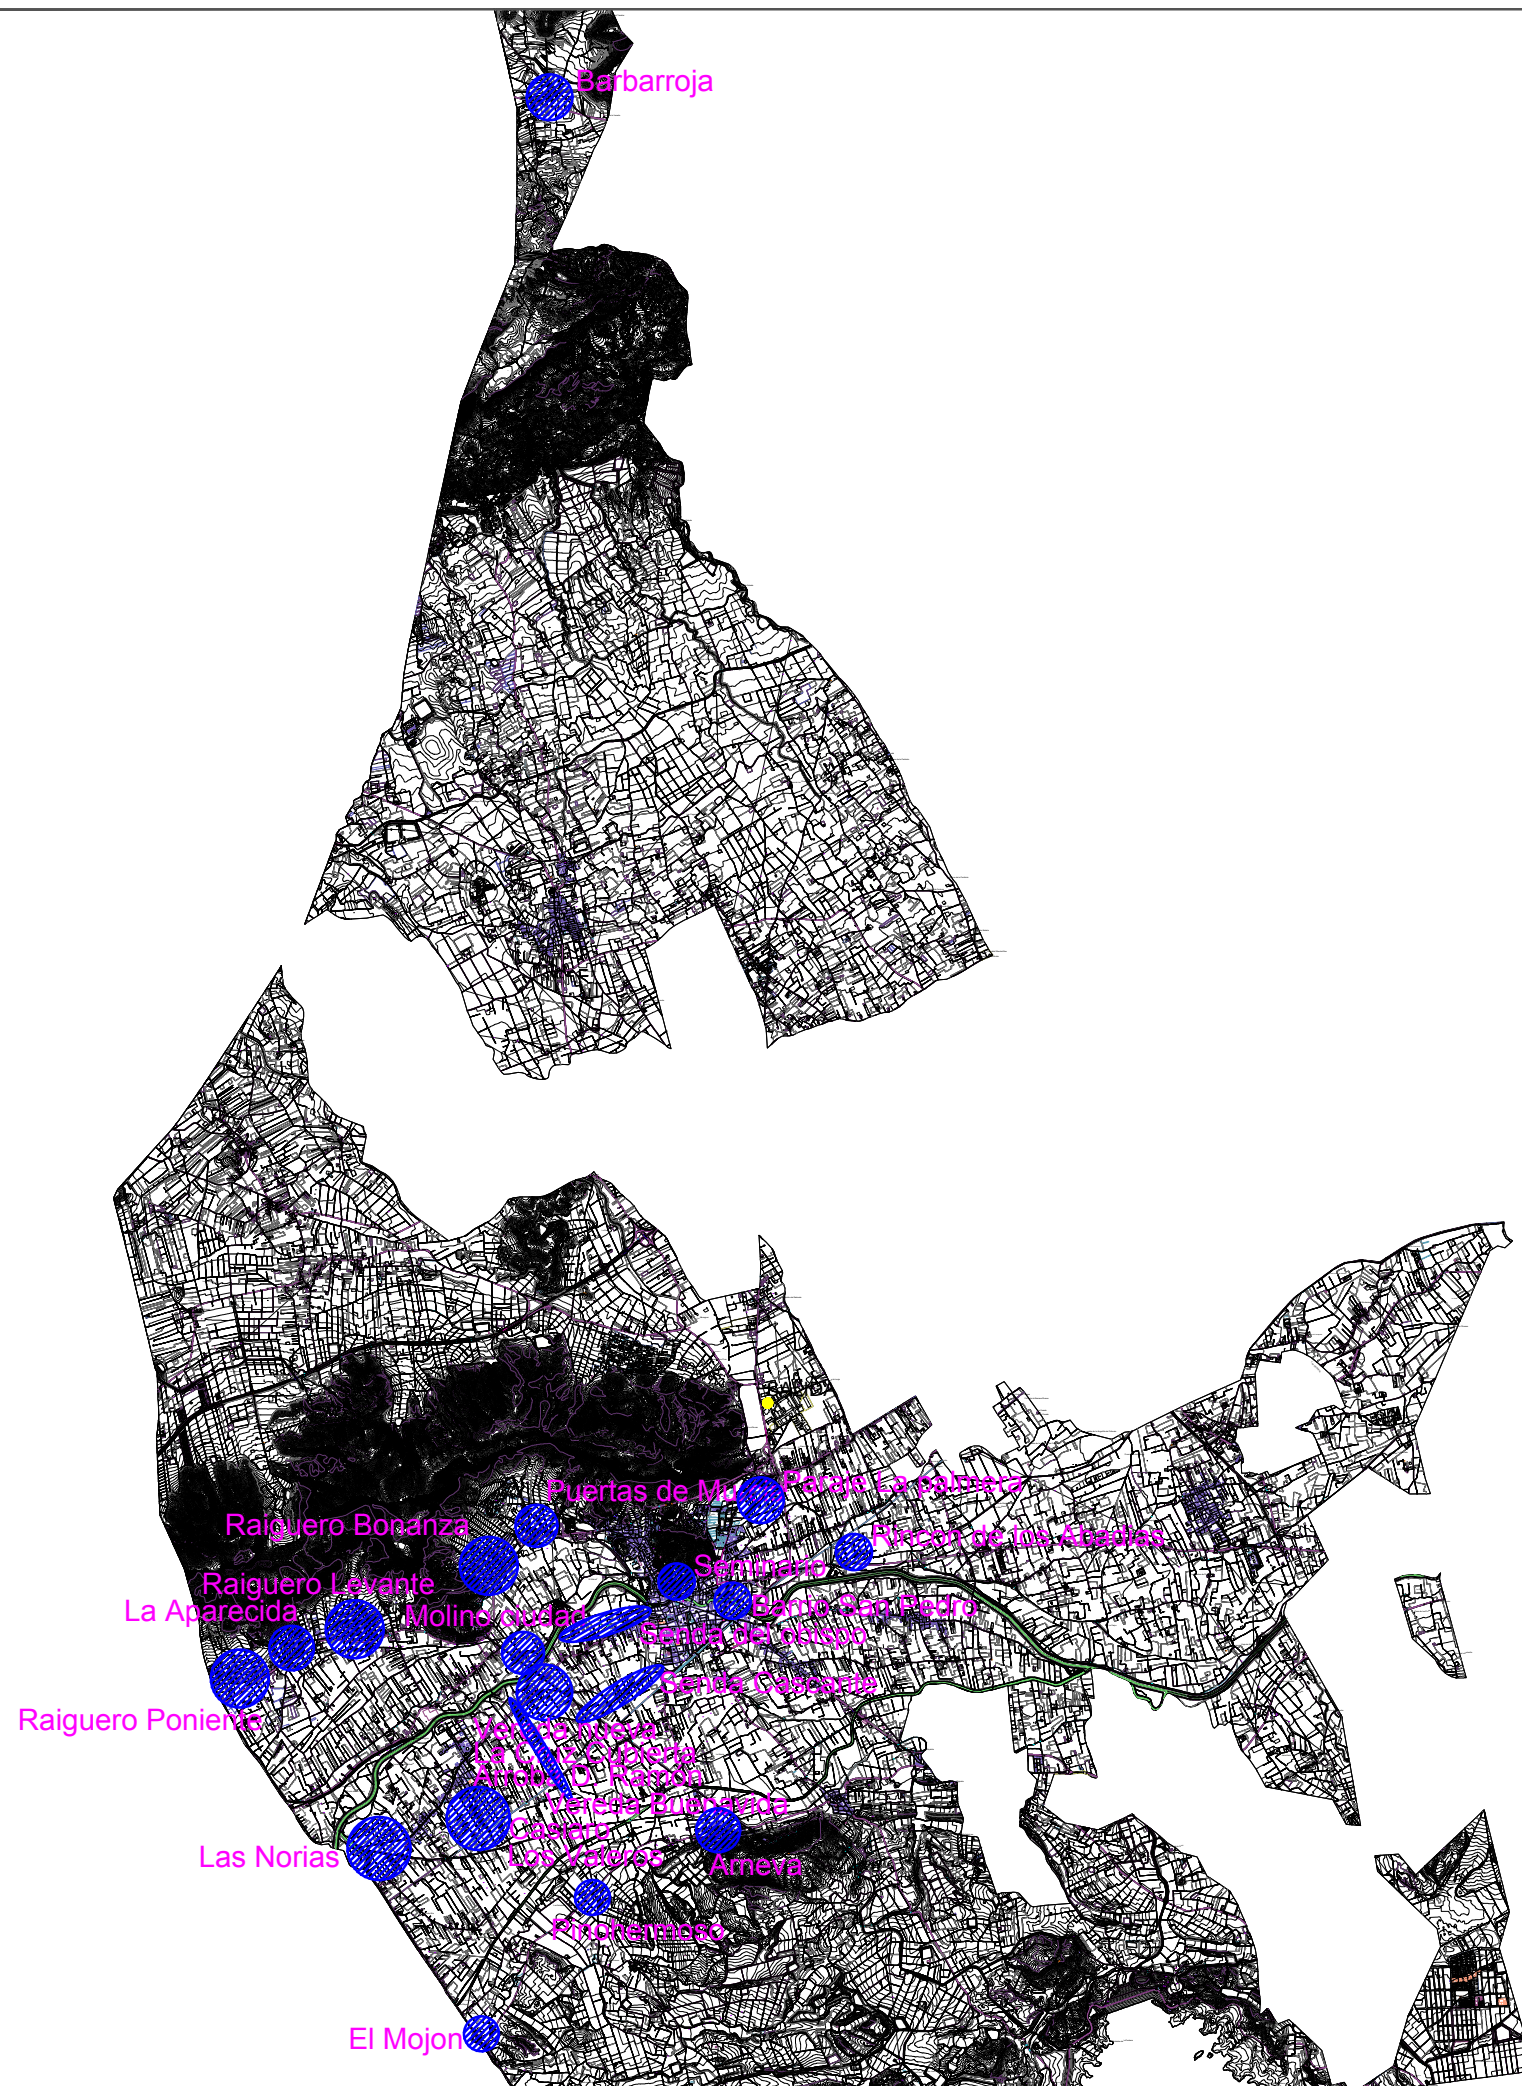 Barbarroja
Paraje La palmera
Puertas de Mu
Raiguero Bonanza
Rincon de los Abadias
Seminario
Raiguero Levante
La Aparecida
Molino ciudad
Barrio San Pedro
Senda del obispo
Senda Cascante
Raiguero Poniente
Vereda nueva
La Cruz Cubierta
Arroba D. Ramón
Vereda Buenavida
Casiaro
Los Valeros
Las Norias
Arneva
Pinohermoso
El Mojon